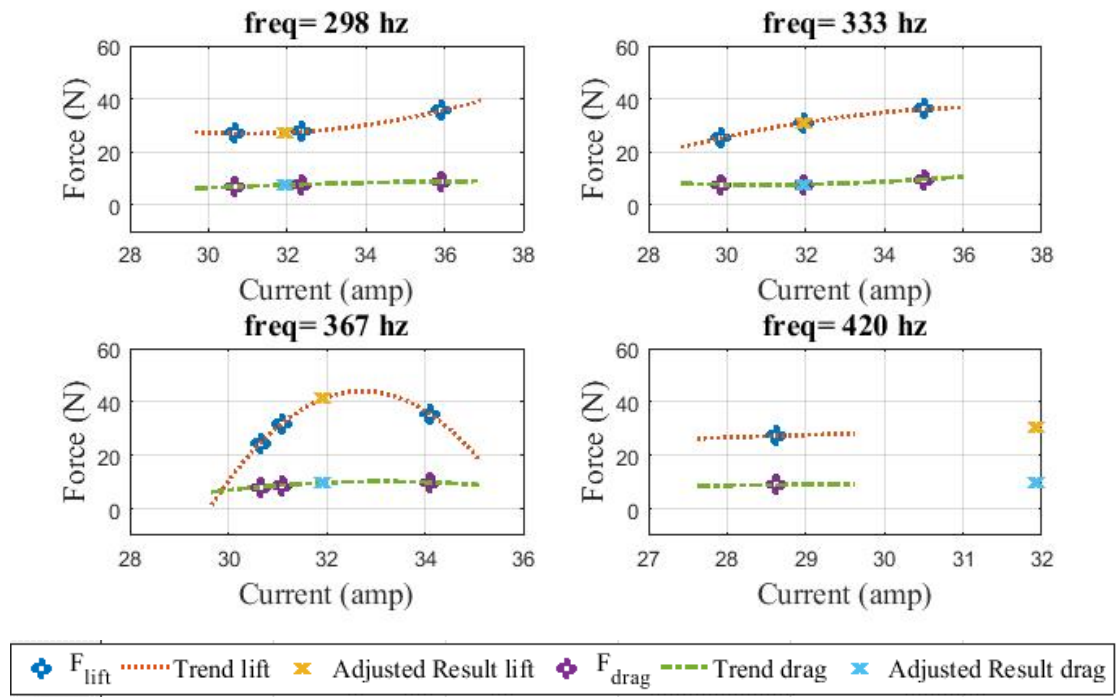 freq= 298 hz
freq= 333 hz
60
40
20
0
Force (N)
28 30 32 34 36 38
Current (amp)
60
40
20
0
Force (N)
28 30 32 34 36 38
Current (amp)
freq= 367 hz
freq= 420 hz
60
40
20
0
Force (N)
28 30 32 34 36
Current (amp)
60
40
20
0
Force (N)
27 28 29 30 31 32
Current (amp)
F_lift Trend lift Adjusted Result lift F_drag Trend drag Adjusted Result drag